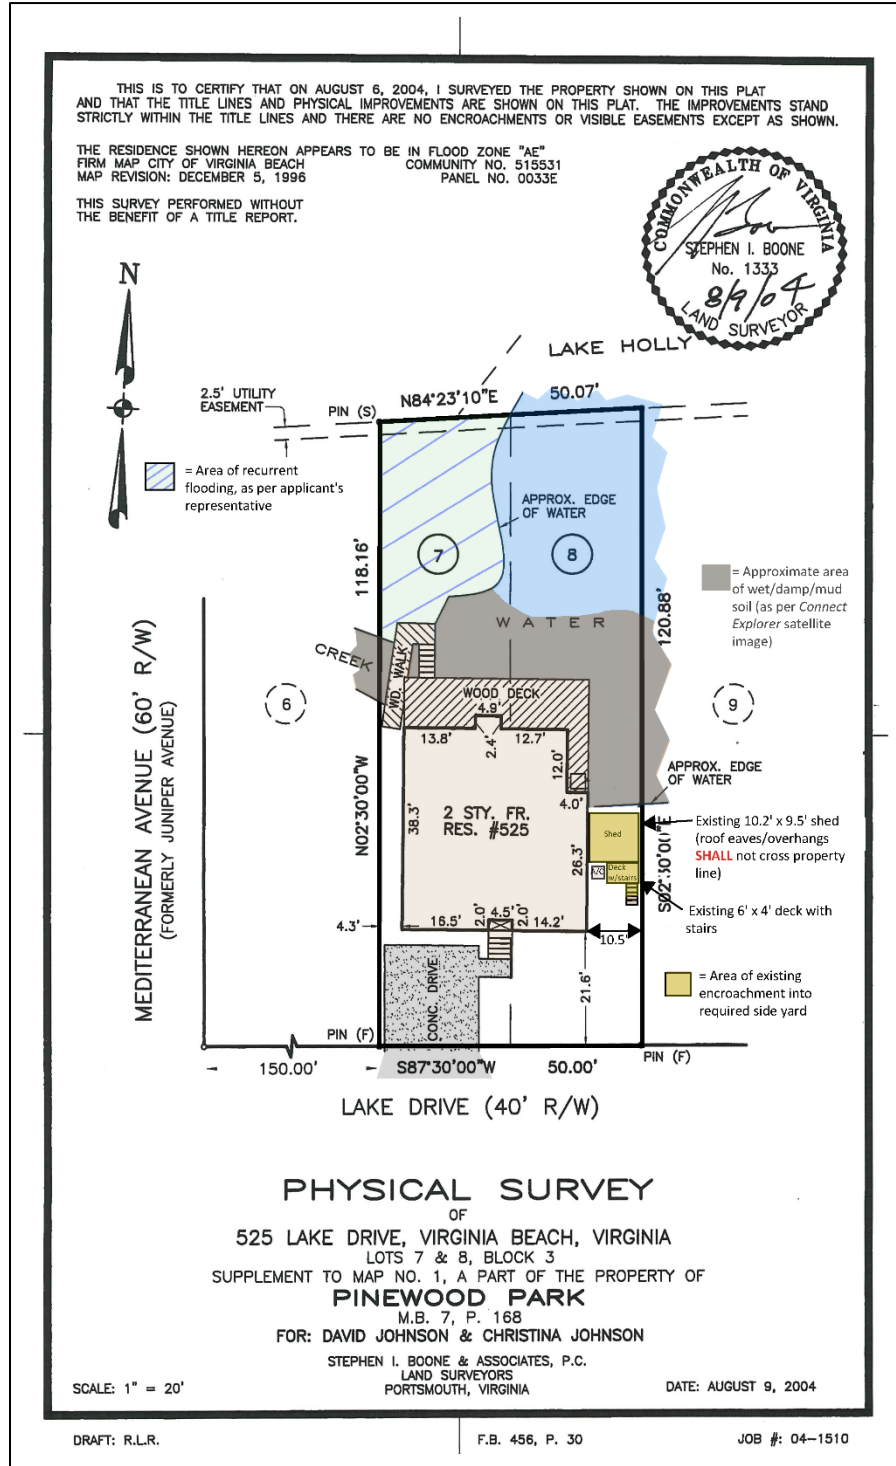 THIS IS TO CERTIFY THAT ON AUGUST 6, 2004, I SURVEYED THE PROPERTY SHOWN ON THIS PLAT
AND THAT THE TITLE LINES AND PHYSICAL IMPROVEMENTS ARE SHOWN ON THIS PLAT. THE IMPROVEMENTS STAND
STRICTLY WITHIN THE TITLE LINES AND THERE ARE NO ENCROACHMENTS OR VISIBLE EASEMENTS EXCEPT AS SHOWN.
THE RESIDENCE SHOWN HEREON APPEARS TO BE IN FLOOD ZONE "AE"
FIRM MAP CITY OF VIRGINIA BEACH COMMUNITY NO. 515531
MAP REVISION: DECEMBER 5, 1996 PANEL NO. 0033E
THIS SURVEY PERFORMED WITHOUT
THE BENEFIT OF A TITLE REPORT.
COMMONWEALTH OF VIRGINIA
STEPHEN I. BOONE
No. 1333
8/9/04
LAND SURVEYOR
N
LAKE HOLLY
N84°23'10"E 50.07'
2.5' UTILITY
EASEMENT
PIN (S)
= Area of recurrent
flooding, as per applicant's
representative
APPROX. EDGE
OF WATER
7
8
118.16'
120.88'
= Approximate area
of wet/damp/mud
soil (as per Connect
Explorer satellite
image)
WATER
CREEK
WD. WALK
WOOD DECK
6
9
4.9'
13.8'
2.4'
12.7'
12.0'
4.0'
APPROX. EDGE
OF WATER
MEDITERRANEAN AVENUE (60' R/W)
(FORMERLY JUNIPER AVENUE)
N02°30'00"W
38.3'
2 STY. FR.
RES. #525
26.3'
Shed
A/C
Deck
w/stairs
S02°30'00"E
Existing 10.2' x 9.5' shed
(roof eaves/overhangs
SHALL not cross property
line)
Existing 6' x 4' deck with
stairs
4.3'
16.5'
2.0'
4.5'
2.0'
14.2'
10.5'
21.6'
CONC. DRIVE
= Area of existing
encroachment into
required side yard
PIN (F)
PIN (F)
150.00'
S87°30'00"W 50.00'
LAKE DRIVE (40' R/W)
PHYSICAL SURVEY
OF
525 LAKE DRIVE, VIRGINIA BEACH, VIRGINIA
LOTS 7 & 8, BLOCK 3
SUPPLEMENT TO MAP NO. 1, A PART OF THE PROPERTY OF
PINEWOOD PARK
M.B. 7, P. 168
FOR: DAVID JOHNSON & CHRISTINA JOHNSON
STEPHEN I. BOONE & ASSOCIATES, P.C.
LAND SURVEYORS
PORTSMOUTH, VIRGINIA
SCALE: 1" = 20'
DATE: AUGUST 9, 2004
DRAFT: R.L.R.
F.B. 456, P. 30
JOB #: 04-1510